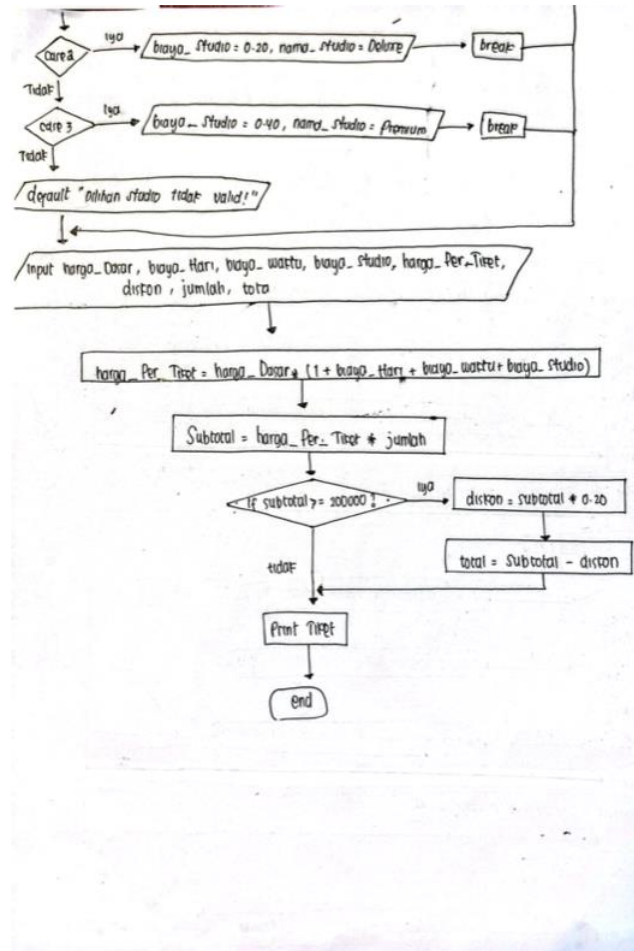 Case 2
iya
biaya_Studio = 0.20, nama_studio = Deluxe
break
Tidak
case 3
iya
biaya_Studio = 0.40, nama_studio = Premium
break
Tidak
default "pilihan studio tidak valid!"
Input harga_Dasar, biaya_Hari, biaya_waktu, biaya_studio, harga_Per_Tiket,
diskon, jumlah, tota
harga_Per_Tiket = harga_Dasar * (1 + biaya_Hari + biaya_waktu + biaya_studio)
Subtotal = harga_Per_Tiket * jumlah
If subtotal >= 200000!
iya
diskon = subtotal * 0.20
total = Subtotal - diskon
tidak
Print Tiket
end